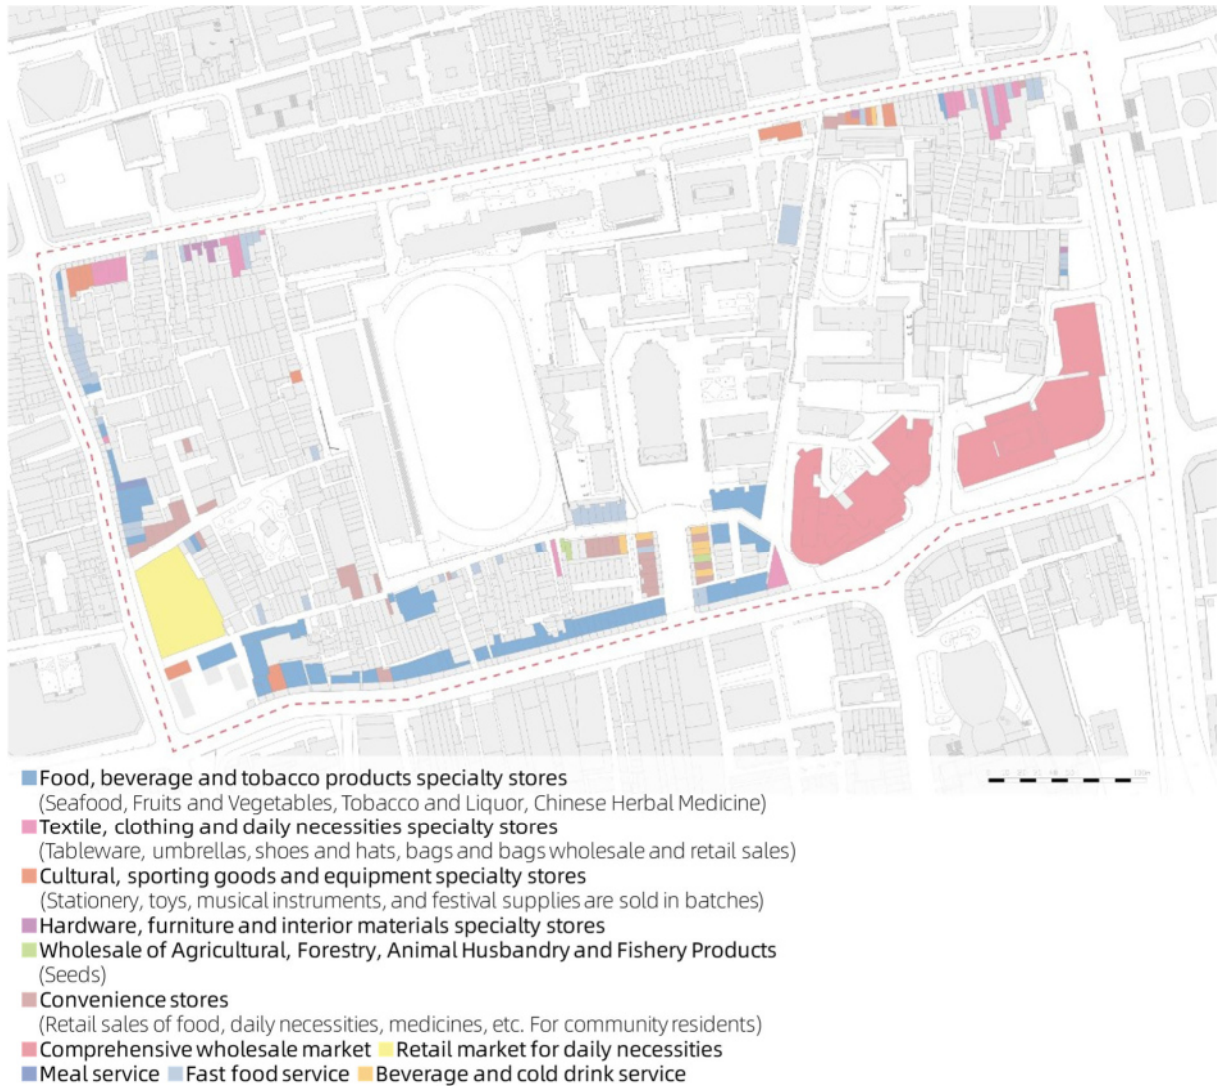 Food, beverage and tobacco products specialty stores
(Seafood, Fruits and Vegetables, Tobacco and Liquor, Chinese Herbal Medicine)
Textile, clothing and daily necessities specialty stores
(Tableware, umbrellas, shoes and hats, bags and bags wholesale and retail sales)
Cultural, sporting goods and equipment specialty stores
(Stationery, toys, musical instruments, and festival supplies are sold in batches)
Hardware, furniture and interior materials specialty stores
Wholesale of Agricultural, Forestry, Animal Husbandry and Fishery Products
(Seeds)
Convenience stores
(Retail sales of food, daily necessities, medicines, etc. For community residents)
Comprehensive wholesale market Retail market for daily necessities
Meal service Fast food service Beverage and cold drink service